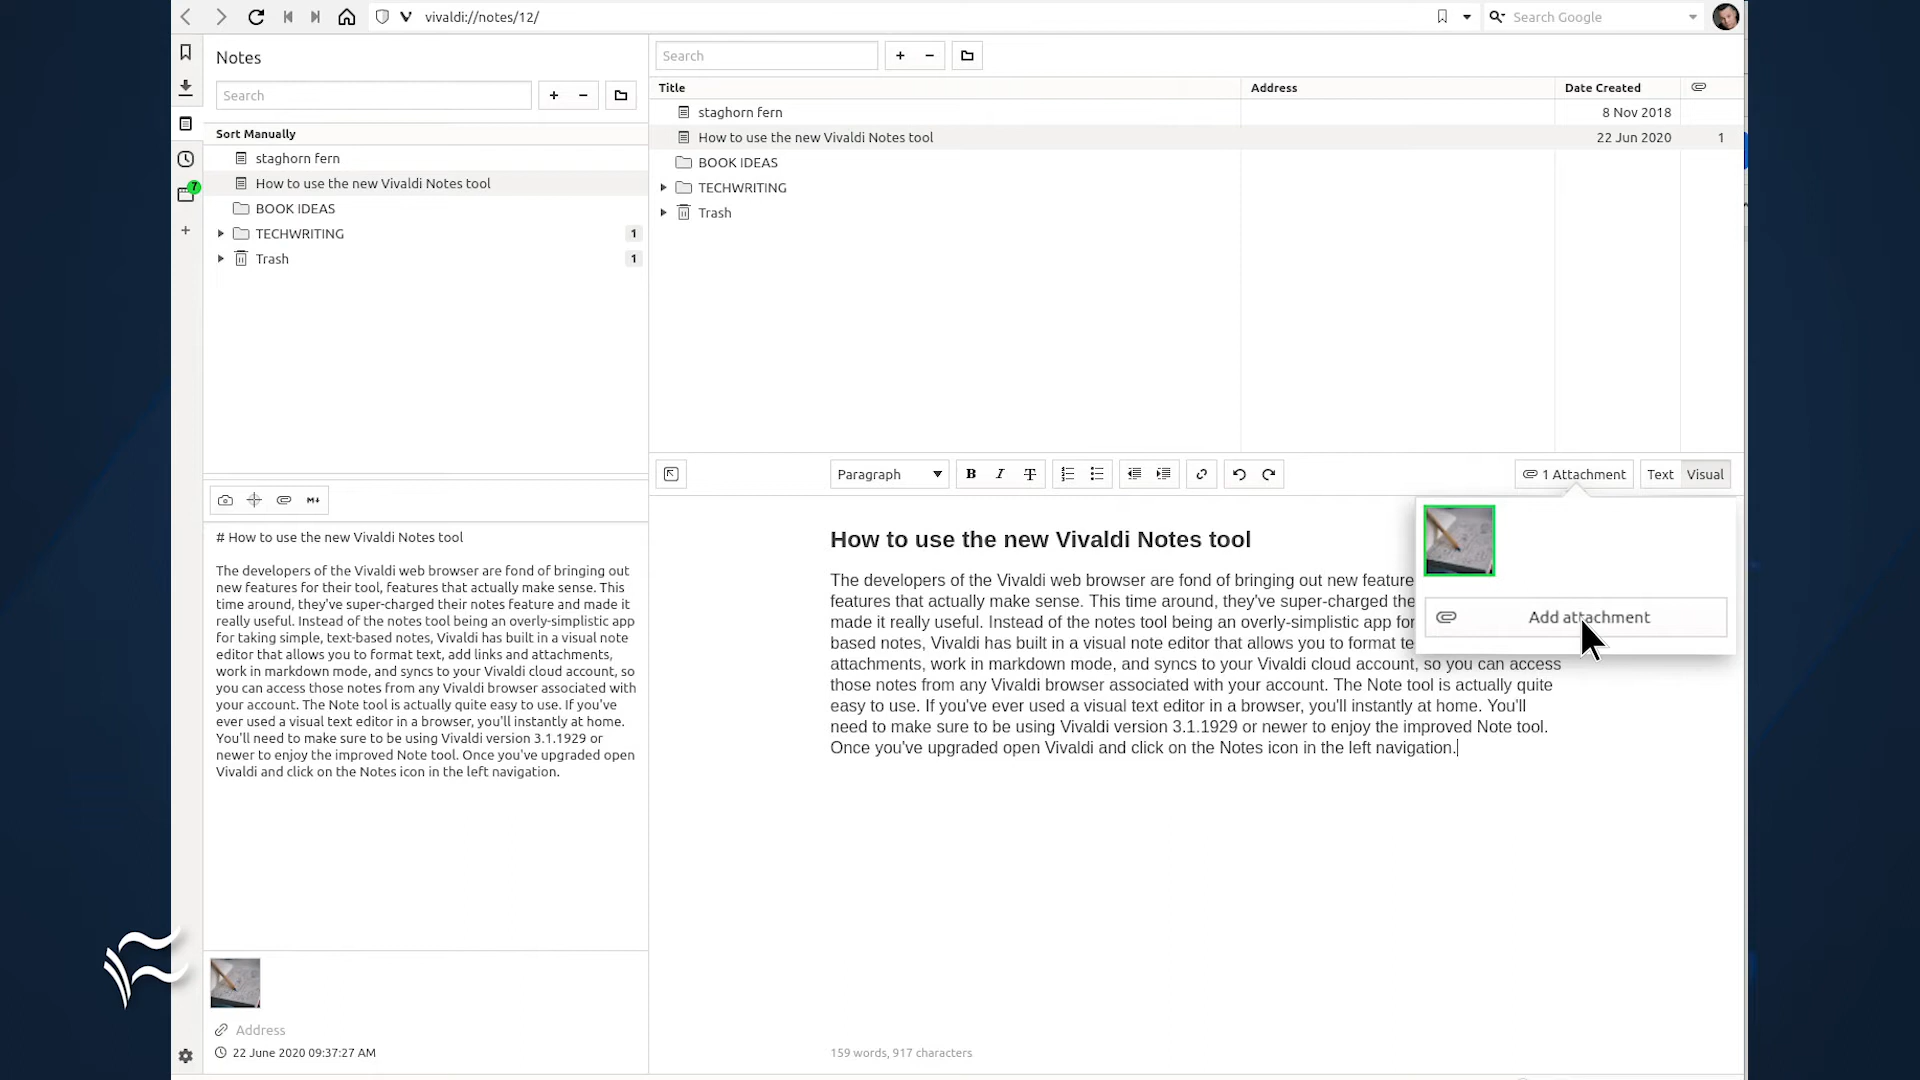 vivaldi://notes/12/
Search Google
Notes
Search
Sort Manually
staghorn fern
How to use the new Vivaldi Notes tool
BOOK IDEAS
TECHWRITING
1
Trash
1
7
Search
Title
Address
Date Created
staghorn fern
8 Nov 2018
How to use the new Vivaldi Notes tool
22 Jun 2020
1
BOOK IDEAS
TECHWRITING
Trash
M
# How to use the new Vivaldi Notes tool
The developers of the Vivaldi web browser are fond of bringing out
new features for their tool, features that actually make sense. This
time around, they've super-charged their notes feature and made it
really useful. Instead of the notes tool being an overly-simplistic app
for taking simple, text-based notes, Vivaldi has built in a visual note
editor that allows you to format text, add links and attachments,
work in markdown mode, and syncs to your Vivaldi cloud account, so
you can access those notes from any Vivaldi browser associated with
your account. The Note tool is actually quite easy to use. If you've
ever used a visual text editor in a browser, you'll instantly at home.
You'll need to make sure to be using Vivaldi version 3.1.1929 or
newer to enjoy the improved Note tool. Once you've upgraded open
Vivaldi and click on the Notes icon in the left navigation.
Address
22 June 2020 09:37:27 AM
Paragraph
B
I
T
1 Attachment
Text
Visual
Add attachment
How to use the new Vivaldi Notes tool
The developers of the Vivaldi web browser are fond of bringing out new feature
features that actually make sense. This time around, they've super-charged the
made it really useful. Instead of the notes tool being an overly-simplistic app for
based notes, Vivaldi has built in a visual note editor that allows you to format te
attachments, work in markdown mode, and syncs to your Vivaldi cloud account, so you can access
those notes from any Vivaldi browser associated with your account. The Note tool is actually quite
easy to use. If you've ever used a visual text editor in a browser, you'll instantly at home. You'll
need to make sure to be using Vivaldi version 3.1.1929 or newer to enjoy the improved Note tool.
Once you've upgraded open Vivaldi and click on the Notes icon in the left navigation.
159 words, 917 characters